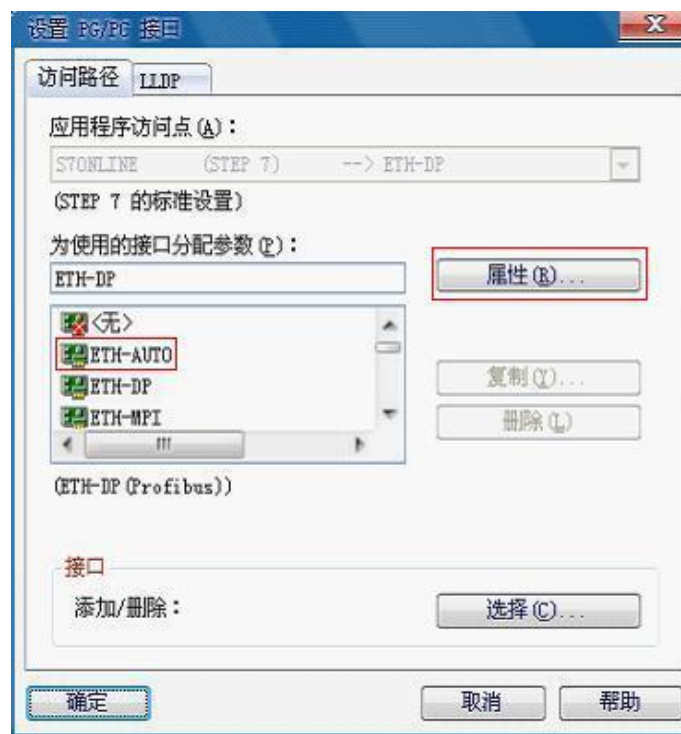 设置 PG/PC 接口
访问路径 LLDP
应用程序访问点(A)：
S7ONLINE (STEP 7) --> ETH-DP
(STEP 7 的标准设置)
为使用的接口分配参数(P)：
ETH-DP
属性(R)...
<无>
ETH-AUTO
ETH-DP
ETH-MPI
复制(Y)...
删除(L)
(ETH-DP(Profibus))
接口
添加/删除：
选择(C)...
确定 取消 帮助